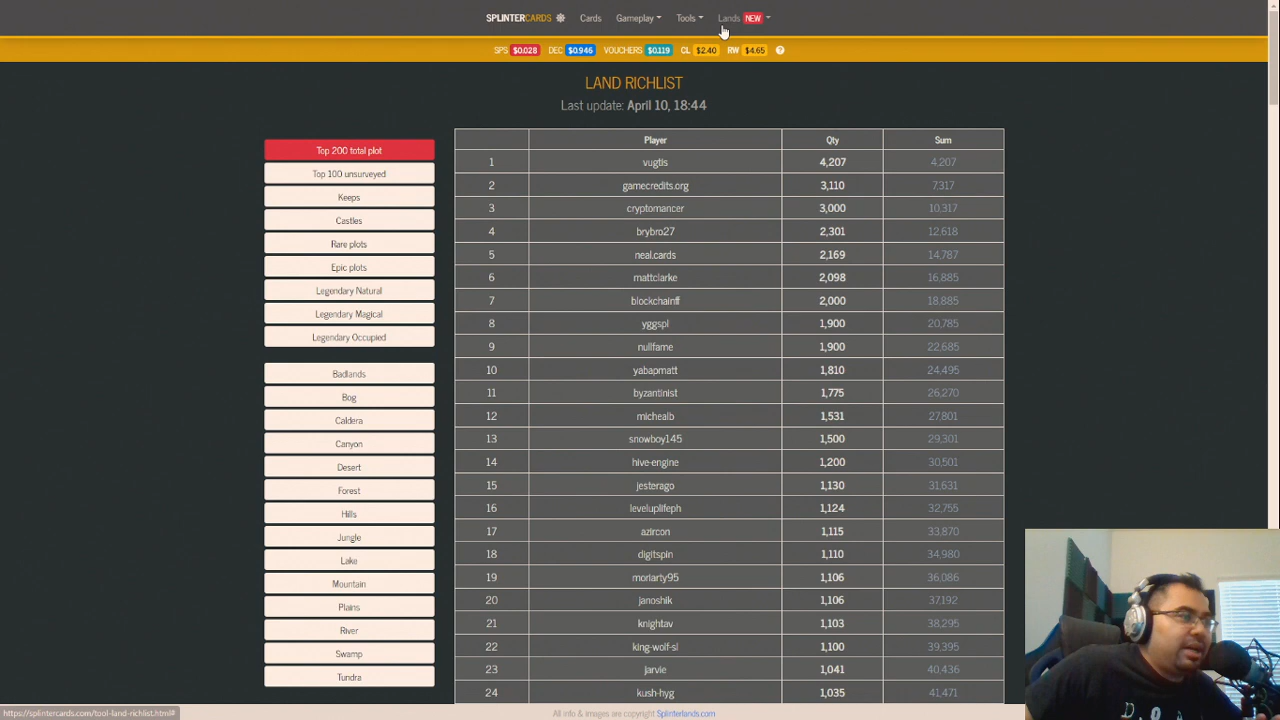 SPLINTERCARDS Cards Gameplay Tools Lands NEW
SPS $0.028 DEC $0.946 VOUCHERS $0.119 CL $2.40 RW $4.65 ?
LAND RICHLIST
Last update: April 10, 18:44
Top 200 total plot
Top 100 unsurveyed
Keeps
Castles
Rare plots
Epic plots
Legendary Natural
Legendary Magical
Legendary Occupied
Badlands
Bog
Caldera
Canyon
Desert
Forest
Hills
Jungle
Lake
Mountain
Plains
River
Swamp
Tundra
Player Qty Sum
1 vugtis 4,207 4,207
2 gamecredits.org 3,110 7,317
3 cryptomancer 3,000 10,317
4 brybro27 2,301 12,618
5 neal.cards 2,169 14,787
6 mattclarke 2,098 16,885
7 blockchainff 2,000 18,885
8 yggspl 1,900 20,785
9 nullfame 1,900 22,685
10 yabapmatt 1,810 24,495
11 byzantinist 1,775 26,270
12 michealb 1,531 27,801
13 snowboy145 1,500 29,301
14 hive-engine 1,200 30,501
15 jesterago 1,130 31,631
16 leveluplifeph 1,124 32,755
17 azircon 1,115 33,870
18 digitspin 1,110 34,980
19 moriarty95 1,106 36,086
20 janoshik 1,106 37,192
21 knightav 1,103 38,295
22 king-wolf-sl 1,100 39,395
23 jarvie 1,041 40,436
24 kush-hyg 1,035 41,471
https://splintercards.com/tool-land-richlist.html#
All info & images are copyright Splinterlands.com